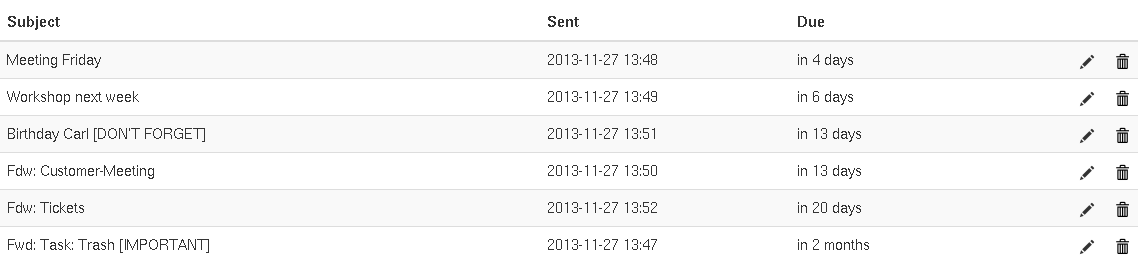 Subject Sent Due
Meeting Friday 2013-11-27 13:48 in 4 days
Workshop next week 2013-11-27 13:49 in 6 days
Birthday Carl [DON'T FORGET] 2013-11-27 13:51 in 13 days
Fdw: Customer-Meeting 2013-11-27 13:50 in 13 days
Fdw: Tickets 2013-11-27 13:52 in 20 days
Fwd: Task: Trash [IMPORTANT] 2013-11-27 13:47 in 2 months